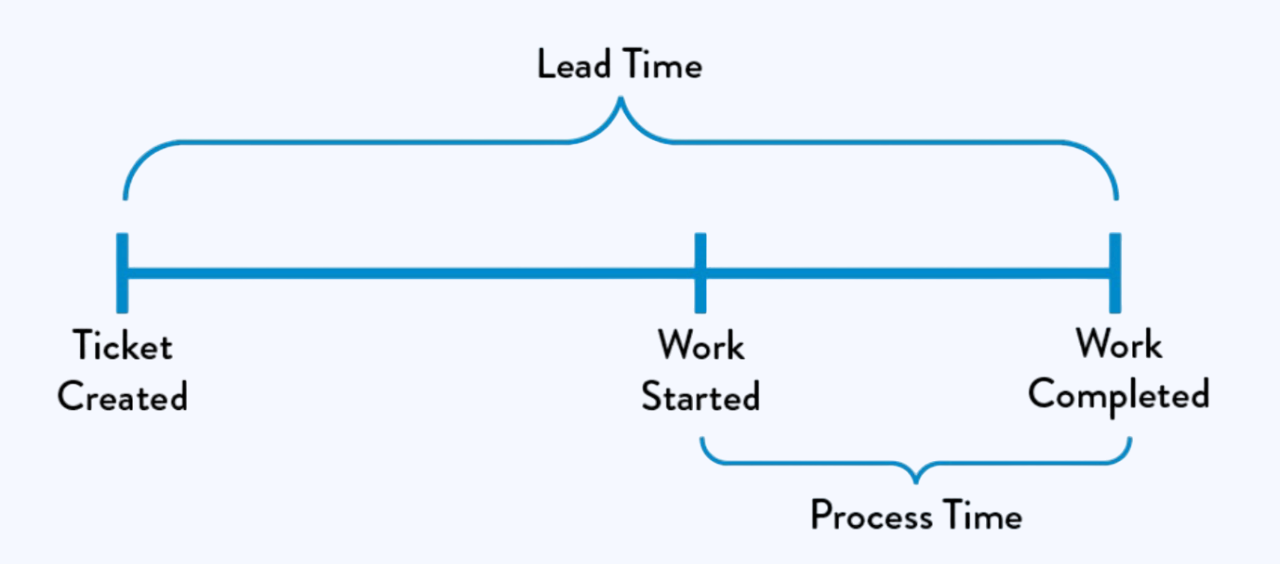 Lead Time
Ticket
Created
Work
Started
Work
Completed
Process Time